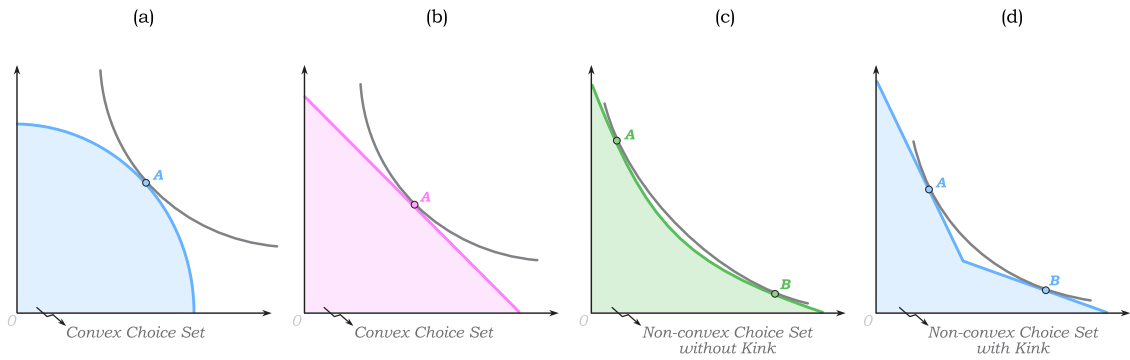 (a)
(b)
(c)
(d)
A
A
A
B
A
B
0
0
0
0
Convex Choice Set
Convex Choice Set
Non-convex Choice Set
without Kink
Non-convex Choice Set
with Kink